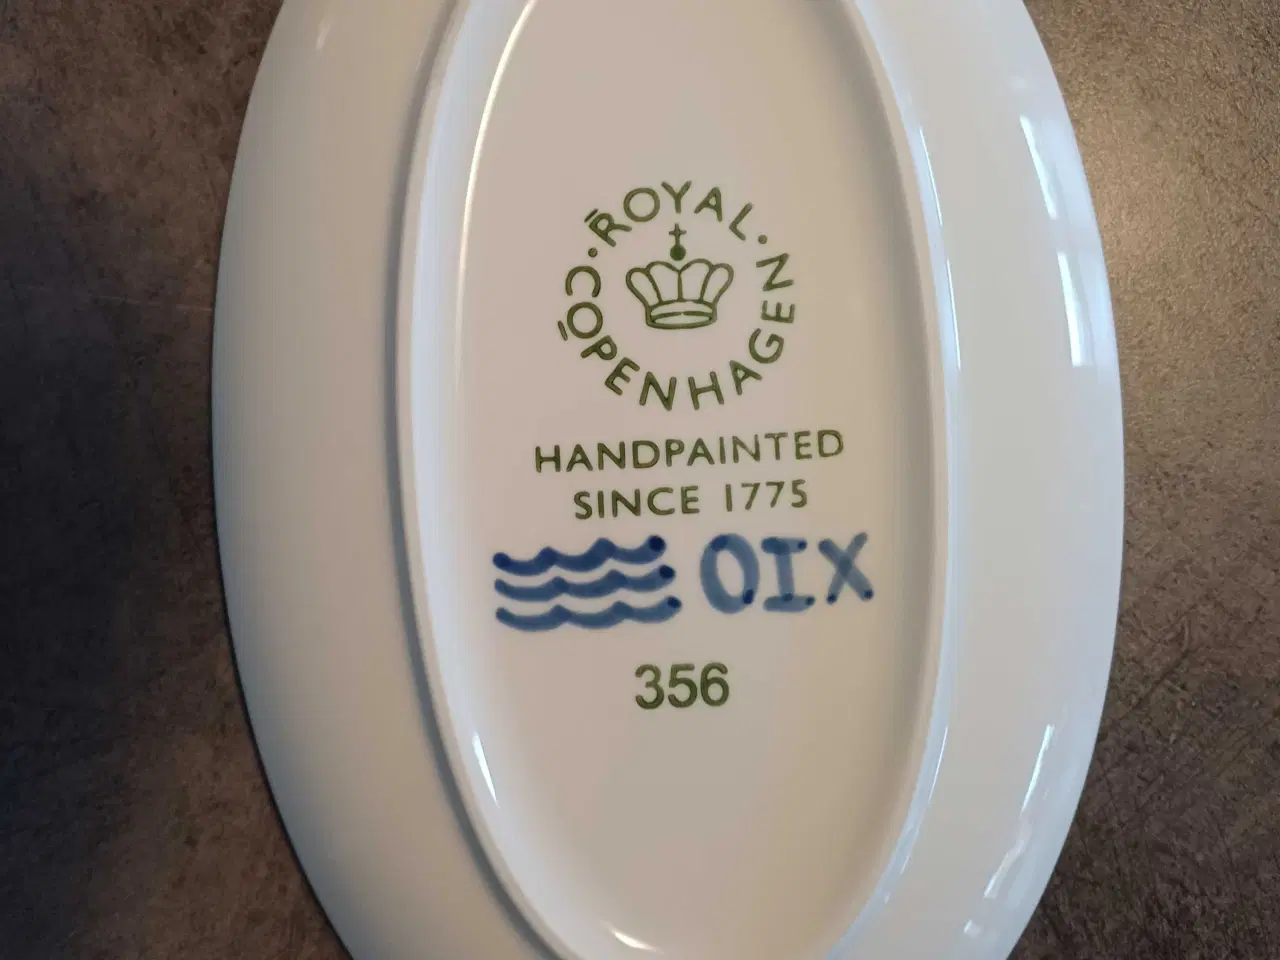 ROYAL · COPENHAGEN ·
HANDPAINTED
SINCE 1775
OIX
356